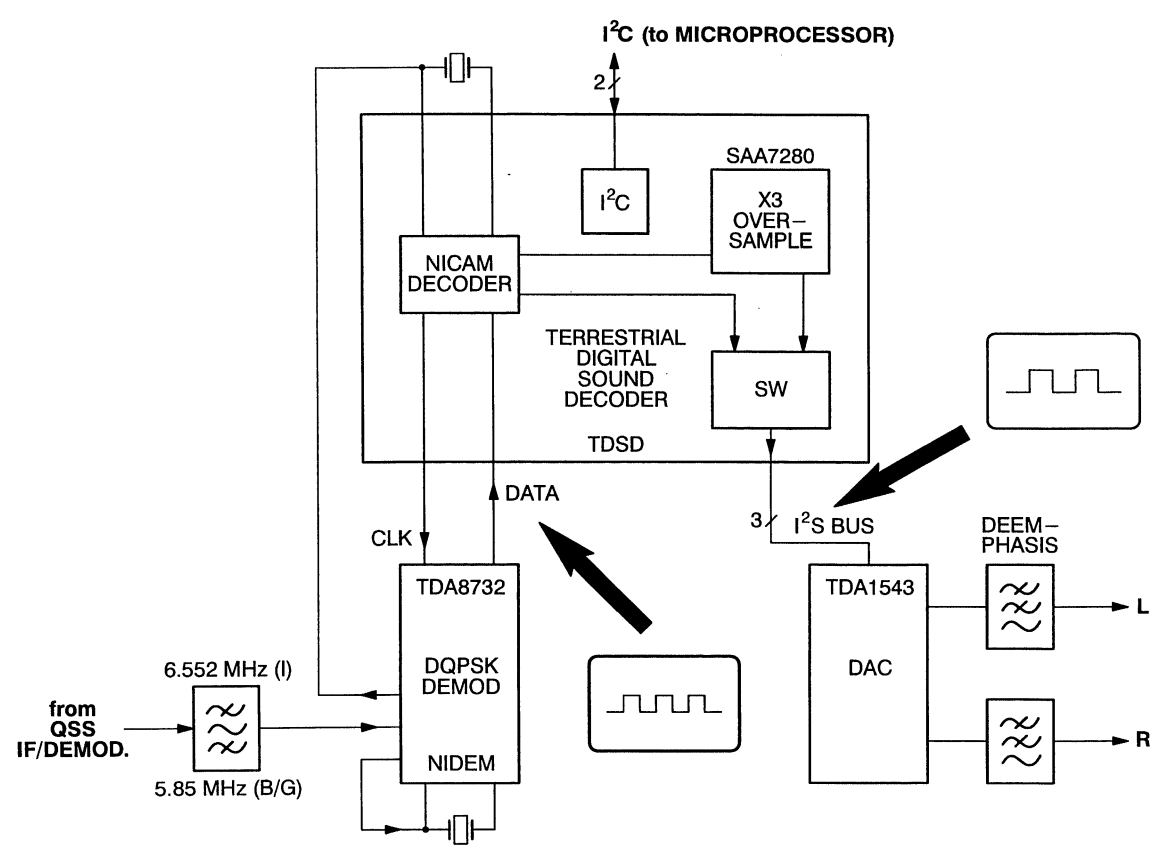 I²C (to MICROPROCESSOR)
2
SAA7280
I²C
X3
OVER–
SAMPLE
NICAM
DECODER
TERRESTRIAL
DIGITAL
SOUND
DECODER
SW
TDSD
DATA
3
I²S BUS
CLK
DEEM–
PHASIS
TDA8732
TDA1543
L
6.552 MHz (I)
DQPSK
DEMOD
DAC
from
QSS
IF/DEMOD.
R
NIDEM
5.85 MHz (B/G)